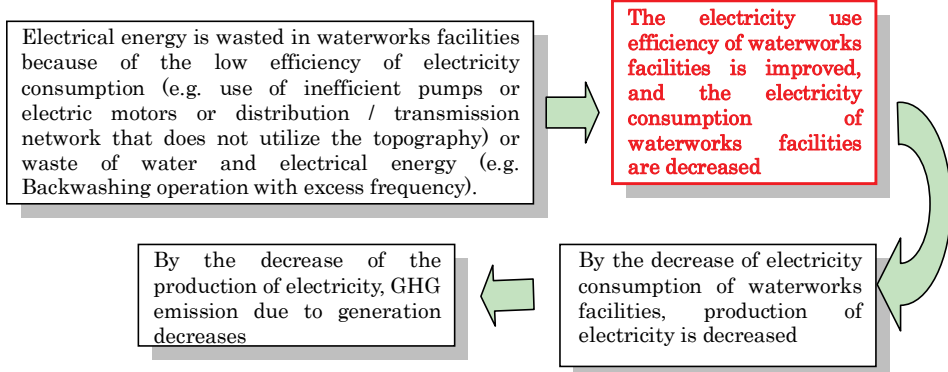 Electrical energy is wasted in waterworks facilities
because of the low efficiency of electricity
consumption (e.g. use of inefficient pumps or
electric motors or distribution / transmission
network that does not utilize the topography) or
waste of water and electrical energy (e.g.
Backwashing operation with excess frequency).
The electricity use
efficiency of waterworks
facilities is improved,
and the electricity
consumption of
waterworks facilities
are decreased
By the decrease of electricity
consumption of waterworks
facilities, production of
electricity is decreased
By the decrease of the
production of electricity, GHG
emission due to generation
decreases